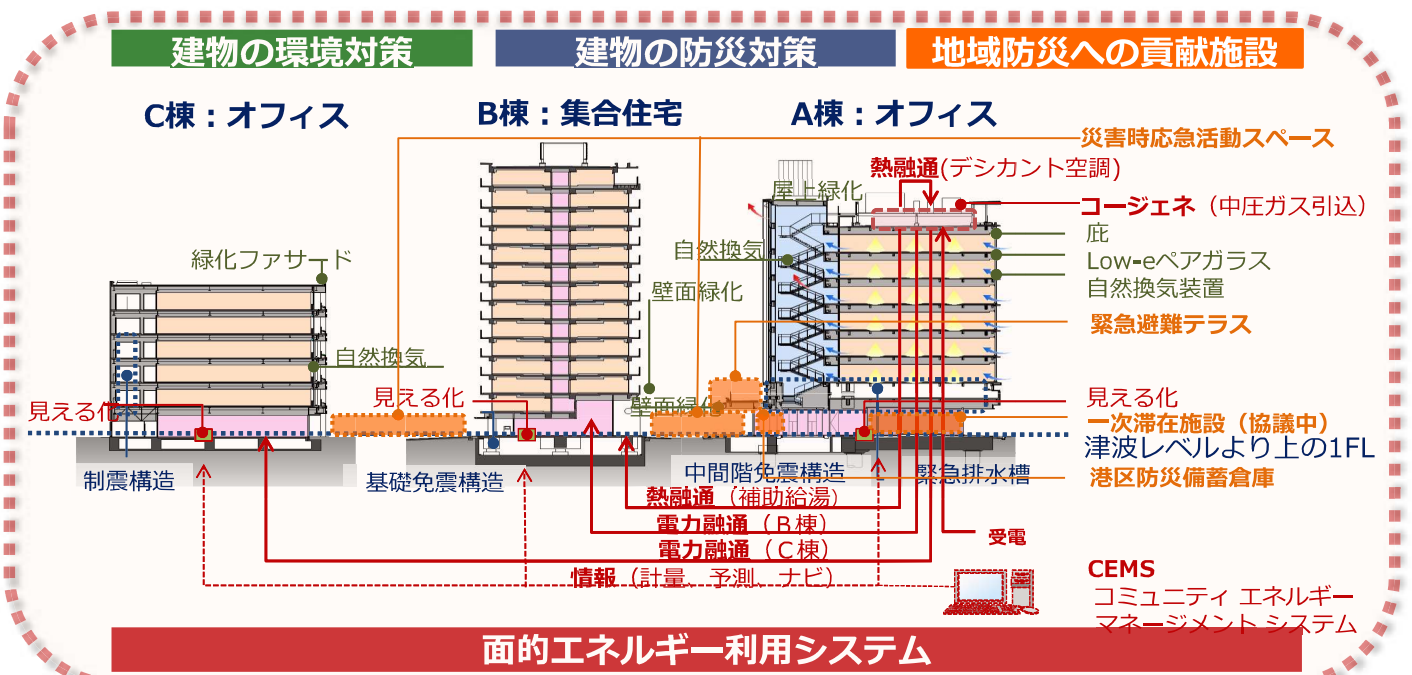 建物の環境対策
建物の防災対策
地域防災への貢献施設
C棟：オフィス
B棟：集合住宅
A棟：オフィス
災害時応急活動スペース
熱融通(デシカント空調)
屋上緑化
コージェネ（中圧ガス引込）
庇
自然換気
Low-eペアガラス
緑化ファサード
自然換気装置
壁面緑化
緊急避難テラス
自然換気
見える化
見える化
壁面緑化
見える化
一次滞在施設（協議中）
津波レベルより上の1FL
制震構造
基礎免震構造
中間階免震構造
緊急排水槽
港区防災備蓄倉庫
熱融通（補助給湯）
電力融通（Ｂ棟）
受電
電力融通（Ｃ棟）
情報（計量、予測、ナビ）
CEMS
コミュニティ エネルギー
マネージメント システム
面的エネルギー利用システム